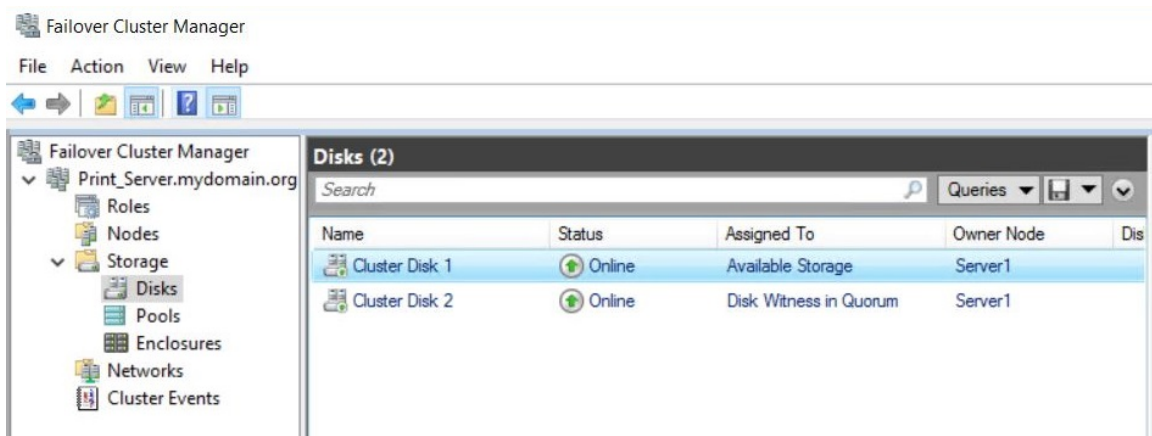 Failover Cluster Manager
File Action View Help
Failover Cluster Manager
Print_Server.mydomain.org
Roles
Nodes
Storage
Disks
Pools
Enclosures
Networks
Cluster Events
Disks (2)
Search Queries
Name Status Assigned To Owner Node Dis
Cluster Disk 1 Online Available Storage Server1
Cluster Disk 2 Online Disk Witness in Quorum Server1